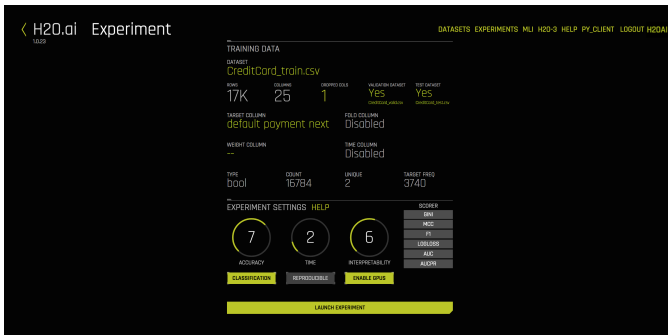 H2O.ai Experiment
1.0.23
DATASETS EXPERIMENTS MLI H2O-3 HELP PY_CLIENT LOGOUT H2OAI
TRAINING DATA
DATASET
CreditCard_train.csv
ROWS COLUMNS DROPPED COLS VALIDATION DATASET TEST DATASET
17K 25 1 Yes Yes
CreditCard_valid.csv CreditCard_test.csv
TARGET COLUMN FOLD COLUMN
default payment next Disabled
WEIGHT COLUMN TIME COLUMN
-- Disabled
TYPE COUNT UNIQUE TARGET FREQ
bool 16784 2 3740
EXPERIMENT SETTINGS HELP
SCORER
GINI
MCC
F1
LOGLOSS
AUC
AUCPR
7 2 6
ACCURACY TIME INTERPRETABILITY
CLASSIFICATION REPRODUCIBLE ENABLE GPUS
LAUNCH EXPERIMENT